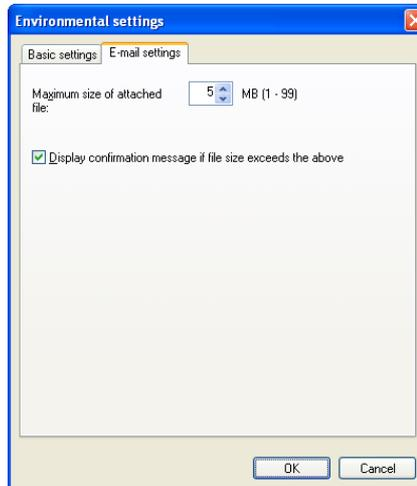 Environmental settings
Basic settings
E-mail settings
Maximum size of attached
file:
5
MB (1 - 99)
Display confirmation message if file size exceeds the above
OK
Cancel